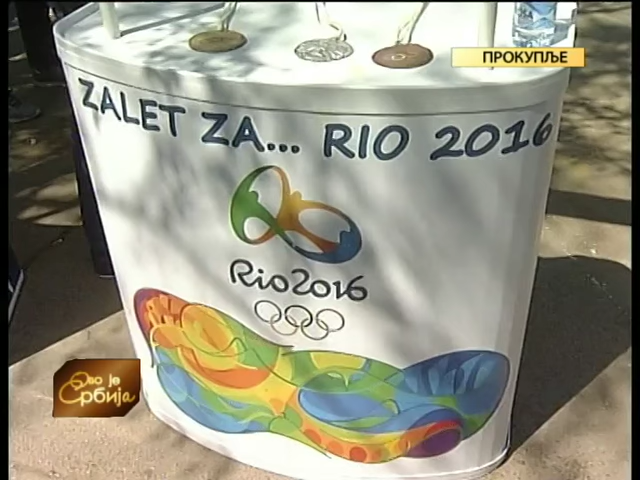 ПРОКУПЉЕ
ZALET ZA... RIO 2016
Rio2016
Ово је
Србија